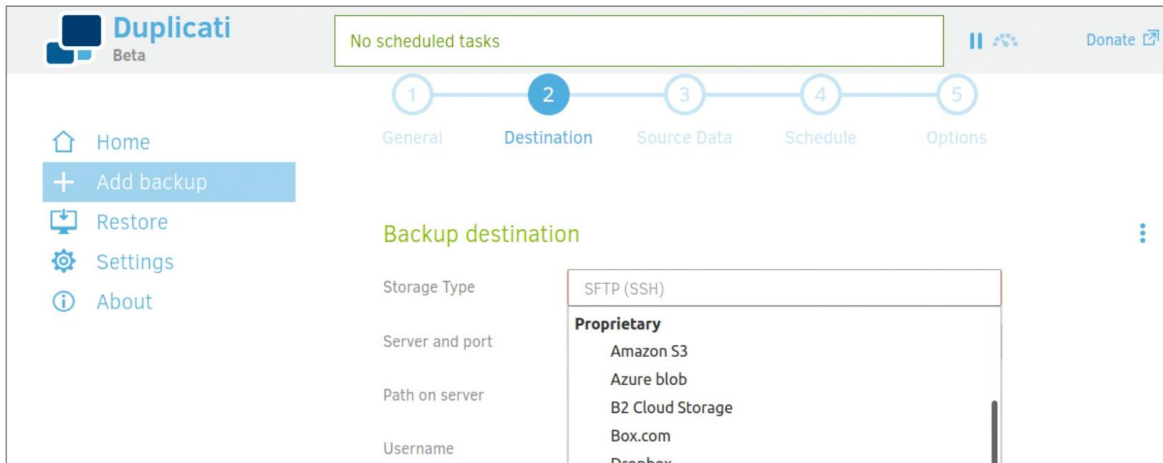 Duplicati
Beta
No scheduled tasks
Donate
1 2 3 4 5
General Destination Source Data Schedule Options
Home
Add backup
Restore
Settings
About
Backup destination
Storage Type
SFTP (SSH)
Proprietary
Server and port
Amazon S3
Azure blob
Path on server
B2 Cloud Storage
Box.com
Username
Dropbox